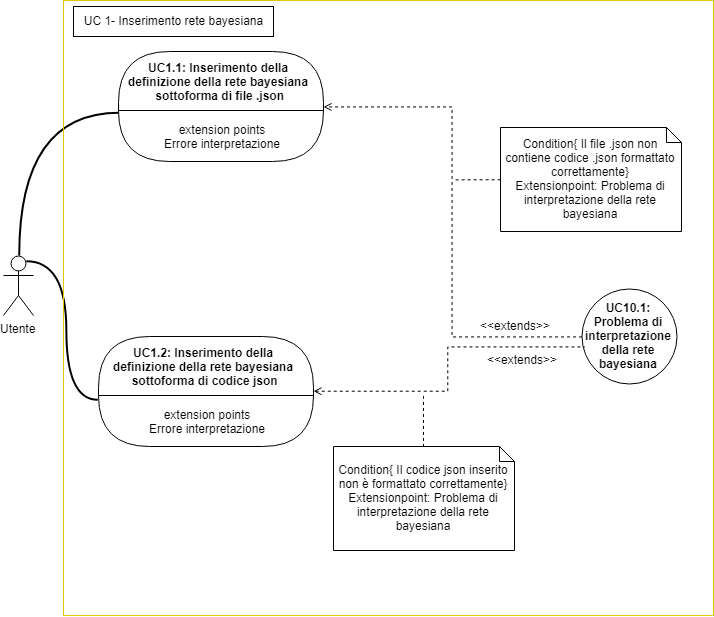 UC 1- Inserimento rete bayesiana
UC1.1: Inserimento della
definizione della rete bayesiana
sottoforma di file .json
extension points
Errore interpretazione
Condition{ Il file .json non
contiene codice .json formattato
correttamente}
Extensionpoint: Problema di
interpretazione della rete
bayesiana
Utente
UC10.1:
Problema di
interpretazione
della rete
bayesiana
<<extends>>
<<extends>>
UC1.2: Inserimento della
definizione della rete bayesiana
sottoforma di codice json
extension points
Errore interpretazione
Condition{ Il codice json inserito
non è formattato correttamente}
Extensionpoint: Problema di
interpretazione della rete
bayesiana